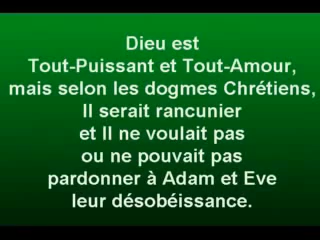 Dieu est
Tout-Puissant et Tout-Amour,
mais selon les dogmes Chrétiens,
Il serait rancunier
et Il ne voulait pas
ou ne pouvait pas
pardonner à Adam et Eve
leur désobéissance.